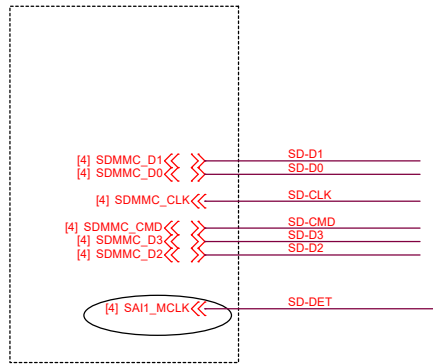 [4] SDMMC_D1 SD-D1
[4] SDMMC_D0 SD-D0
[4] SDMMC_CLK SD-CLK
[4] SDMMC_CMD SD-CMD
[4] SDMMC_D3 SD-D3
[4] SDMMC_D2 SD-D2
[4] SAI1_MCLK SD-DET